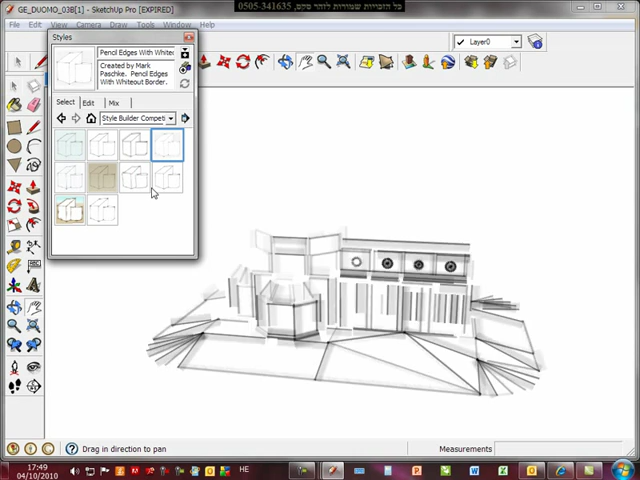 כל הזכויות שמורות לזהר סקס, 0505-341635
GE_DUOMO_03B[1] - SketchUp Pro [EXPIRED]
File Edit View Camera Draw Tools Window Help
Styles
Pencil Edges With Whiteo
Created by Mark
Paschke. Pencil Edges
With Whiteout Border.
Select Edit Mix
Style Builder Competi
Layer0
Drag in direction to pan
Measurements
HE
17:49
04/10/2010